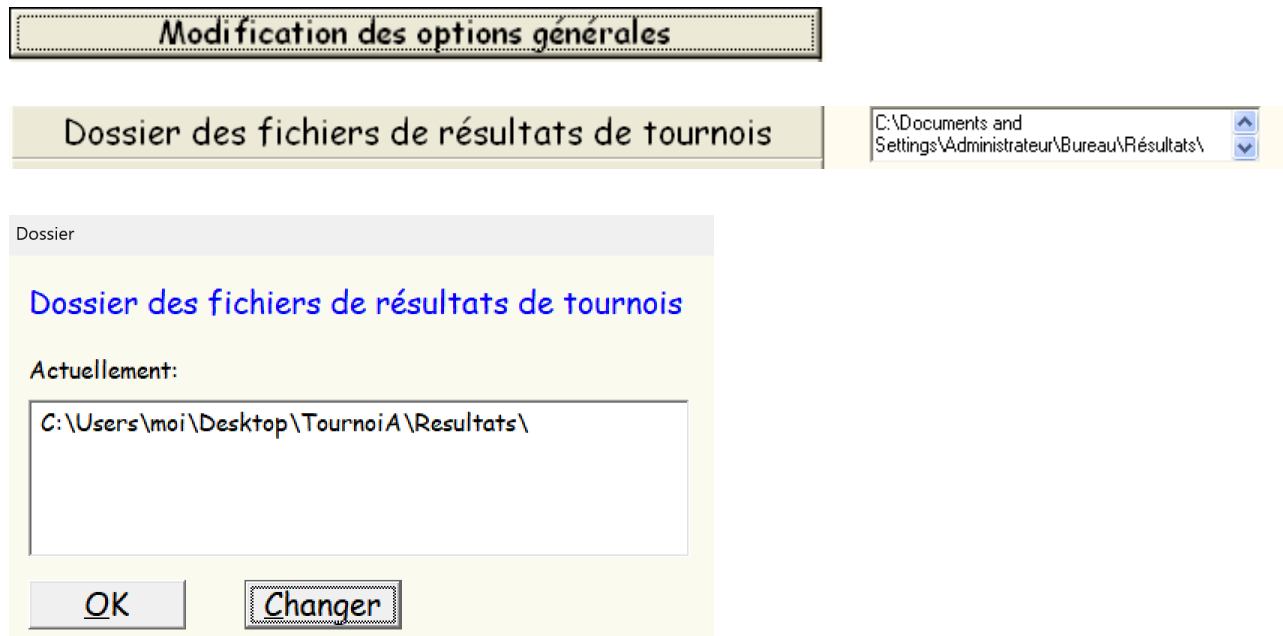 Modification des options générales
Dossier des fichiers de résultats de tournois
C:\Documents and
Settings\Administrateur\Bureau\Résultats\
Dossier
Dossier des fichiers de résultats de tournois
Actuellement:
C:\Users\moi\Desktop\TournoiA\Resultats\
OK
Changer